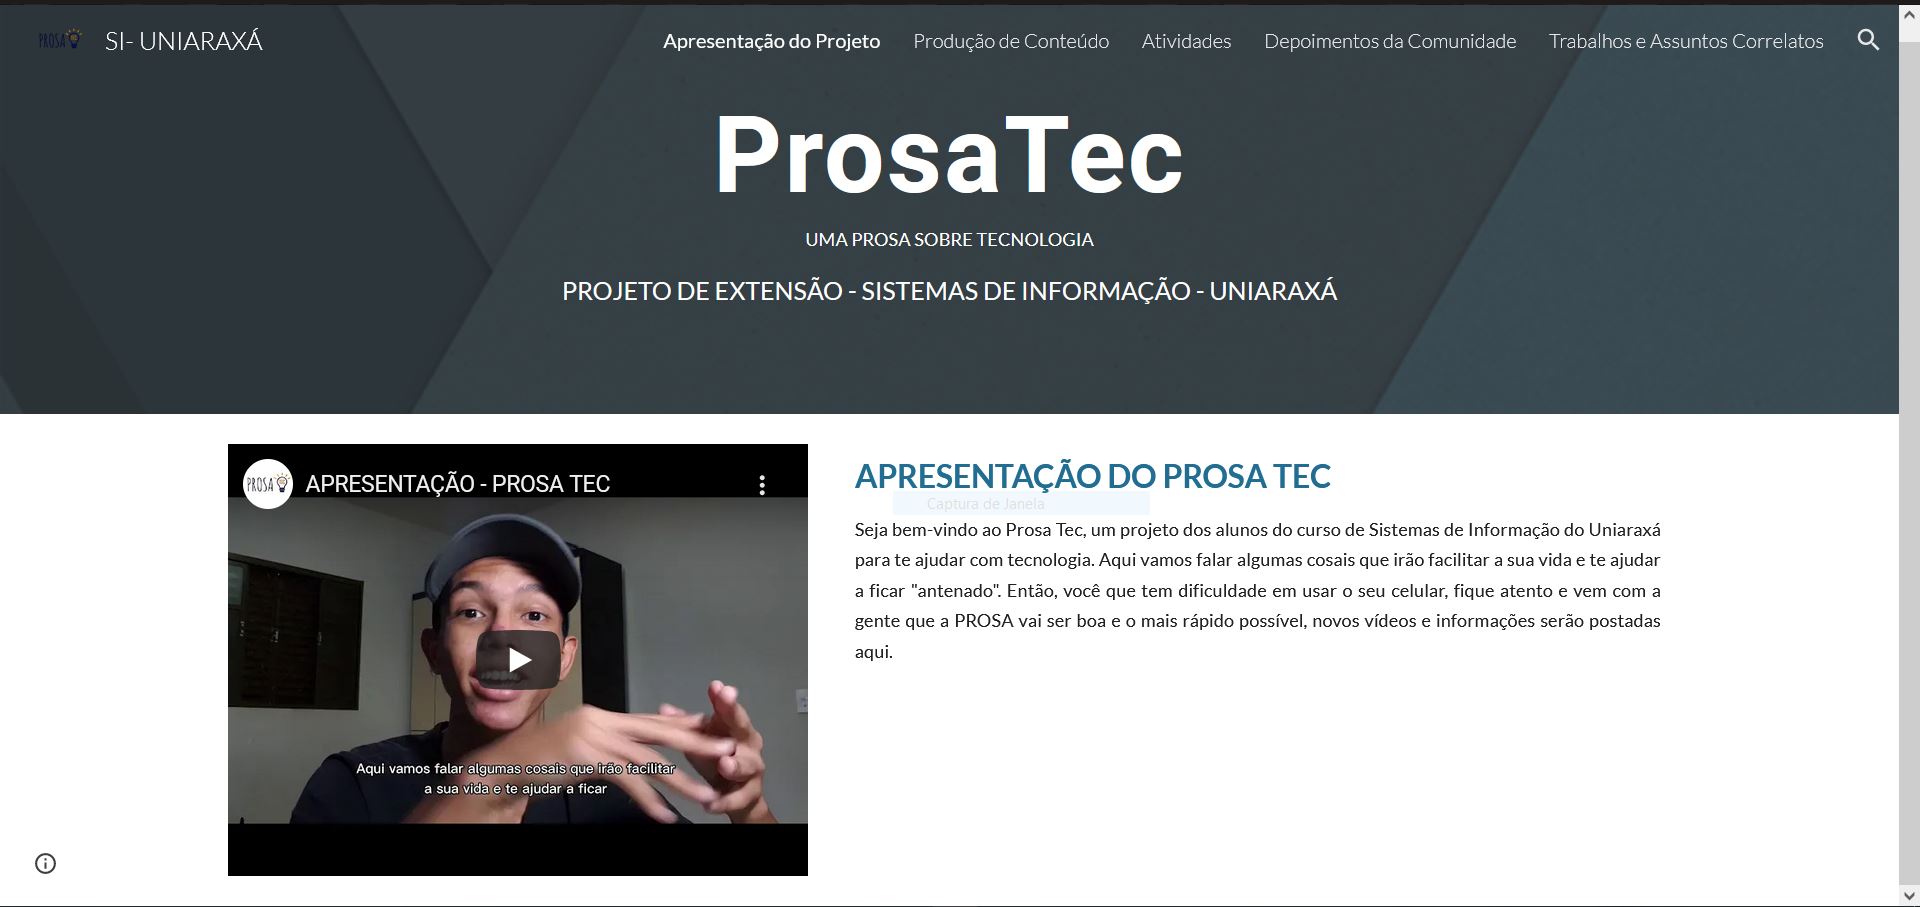 PROSA
SI- UNIARAXÁ
Apresentação do Projeto
Produção de Conteúdo
Atividades
Depoimentos da Comunidade
Trabalhos e Assuntos Correlatos
ProsaTec
UMA PROSA SOBRE TECNOLOGIA
PROJETO DE EXTENSÃO - SISTEMAS DE INFORMAÇÃO - UNIARAXÁ
PROSA
APRESENTAÇÃO - PROSA TEC
Aqui vamos falar algumas cosais que irão facilitar
a sua vida e te ajudar a ficar
APRESENTAÇÃO DO PROSA TEC
Captura de Janela
Seja bem-vindo ao Prosa Tec, um projeto dos alunos do curso de Sistemas de Informação do Uniaraxá
para te ajudar com tecnologia. Aqui vamos falar algumas cosais que irão facilitar a sua vida e te ajudar
a ficar "antenado". Então, você que tem dificuldade em usar o seu celular, fique atento e vem com a
gente que a PROSA vai ser boa e o mais rápido possível, novos vídeos e informações serão postadas
aqui.